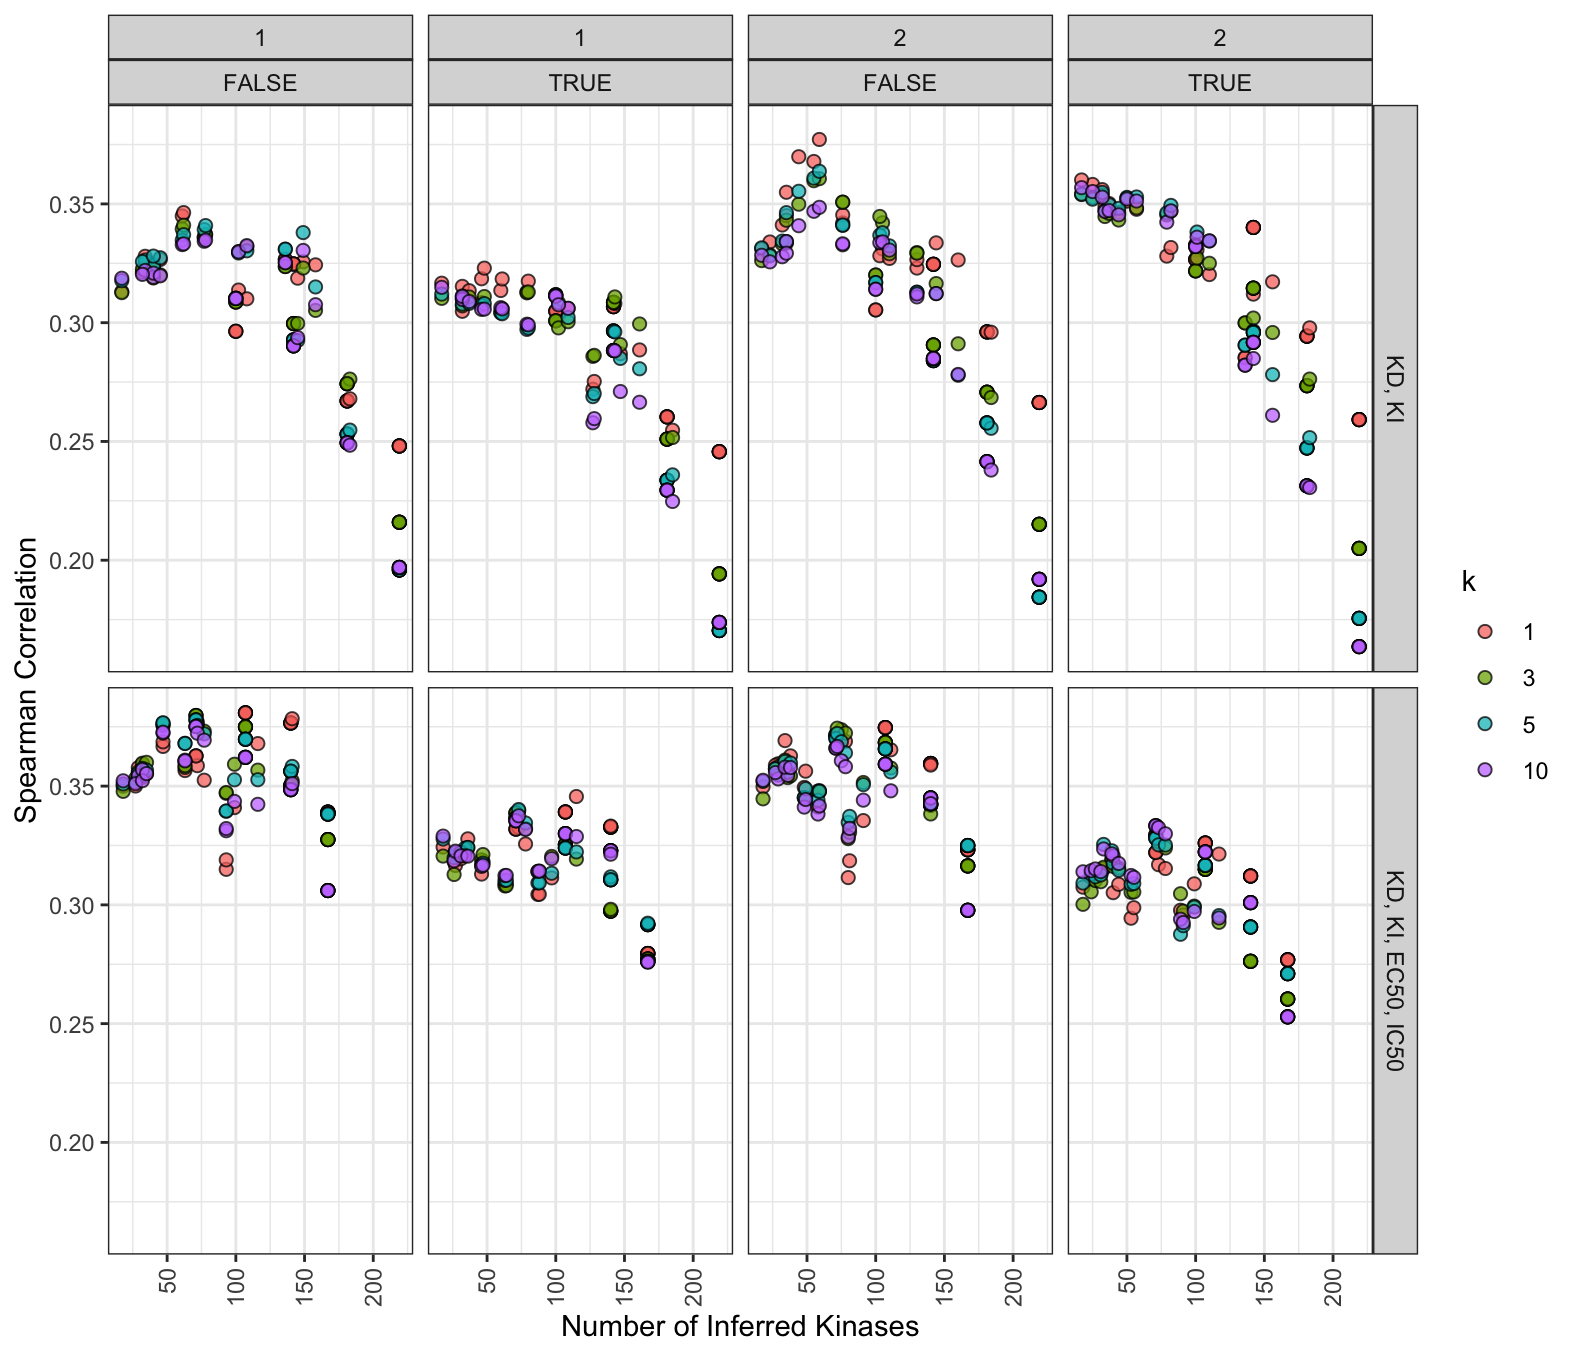 1 1 2 2
FALSE TRUE FALSE TRUE
KD, KI
KD, KI, EC50, IC50
Spearman Correlation
0.35
0.30
0.25
0.20
0.35
0.30
0.25
0.20
50 100 150 200 50 100 150 200 50 100 150 200 50 100 150 200
Number of Inferred Kinases
k
1
3
5
10